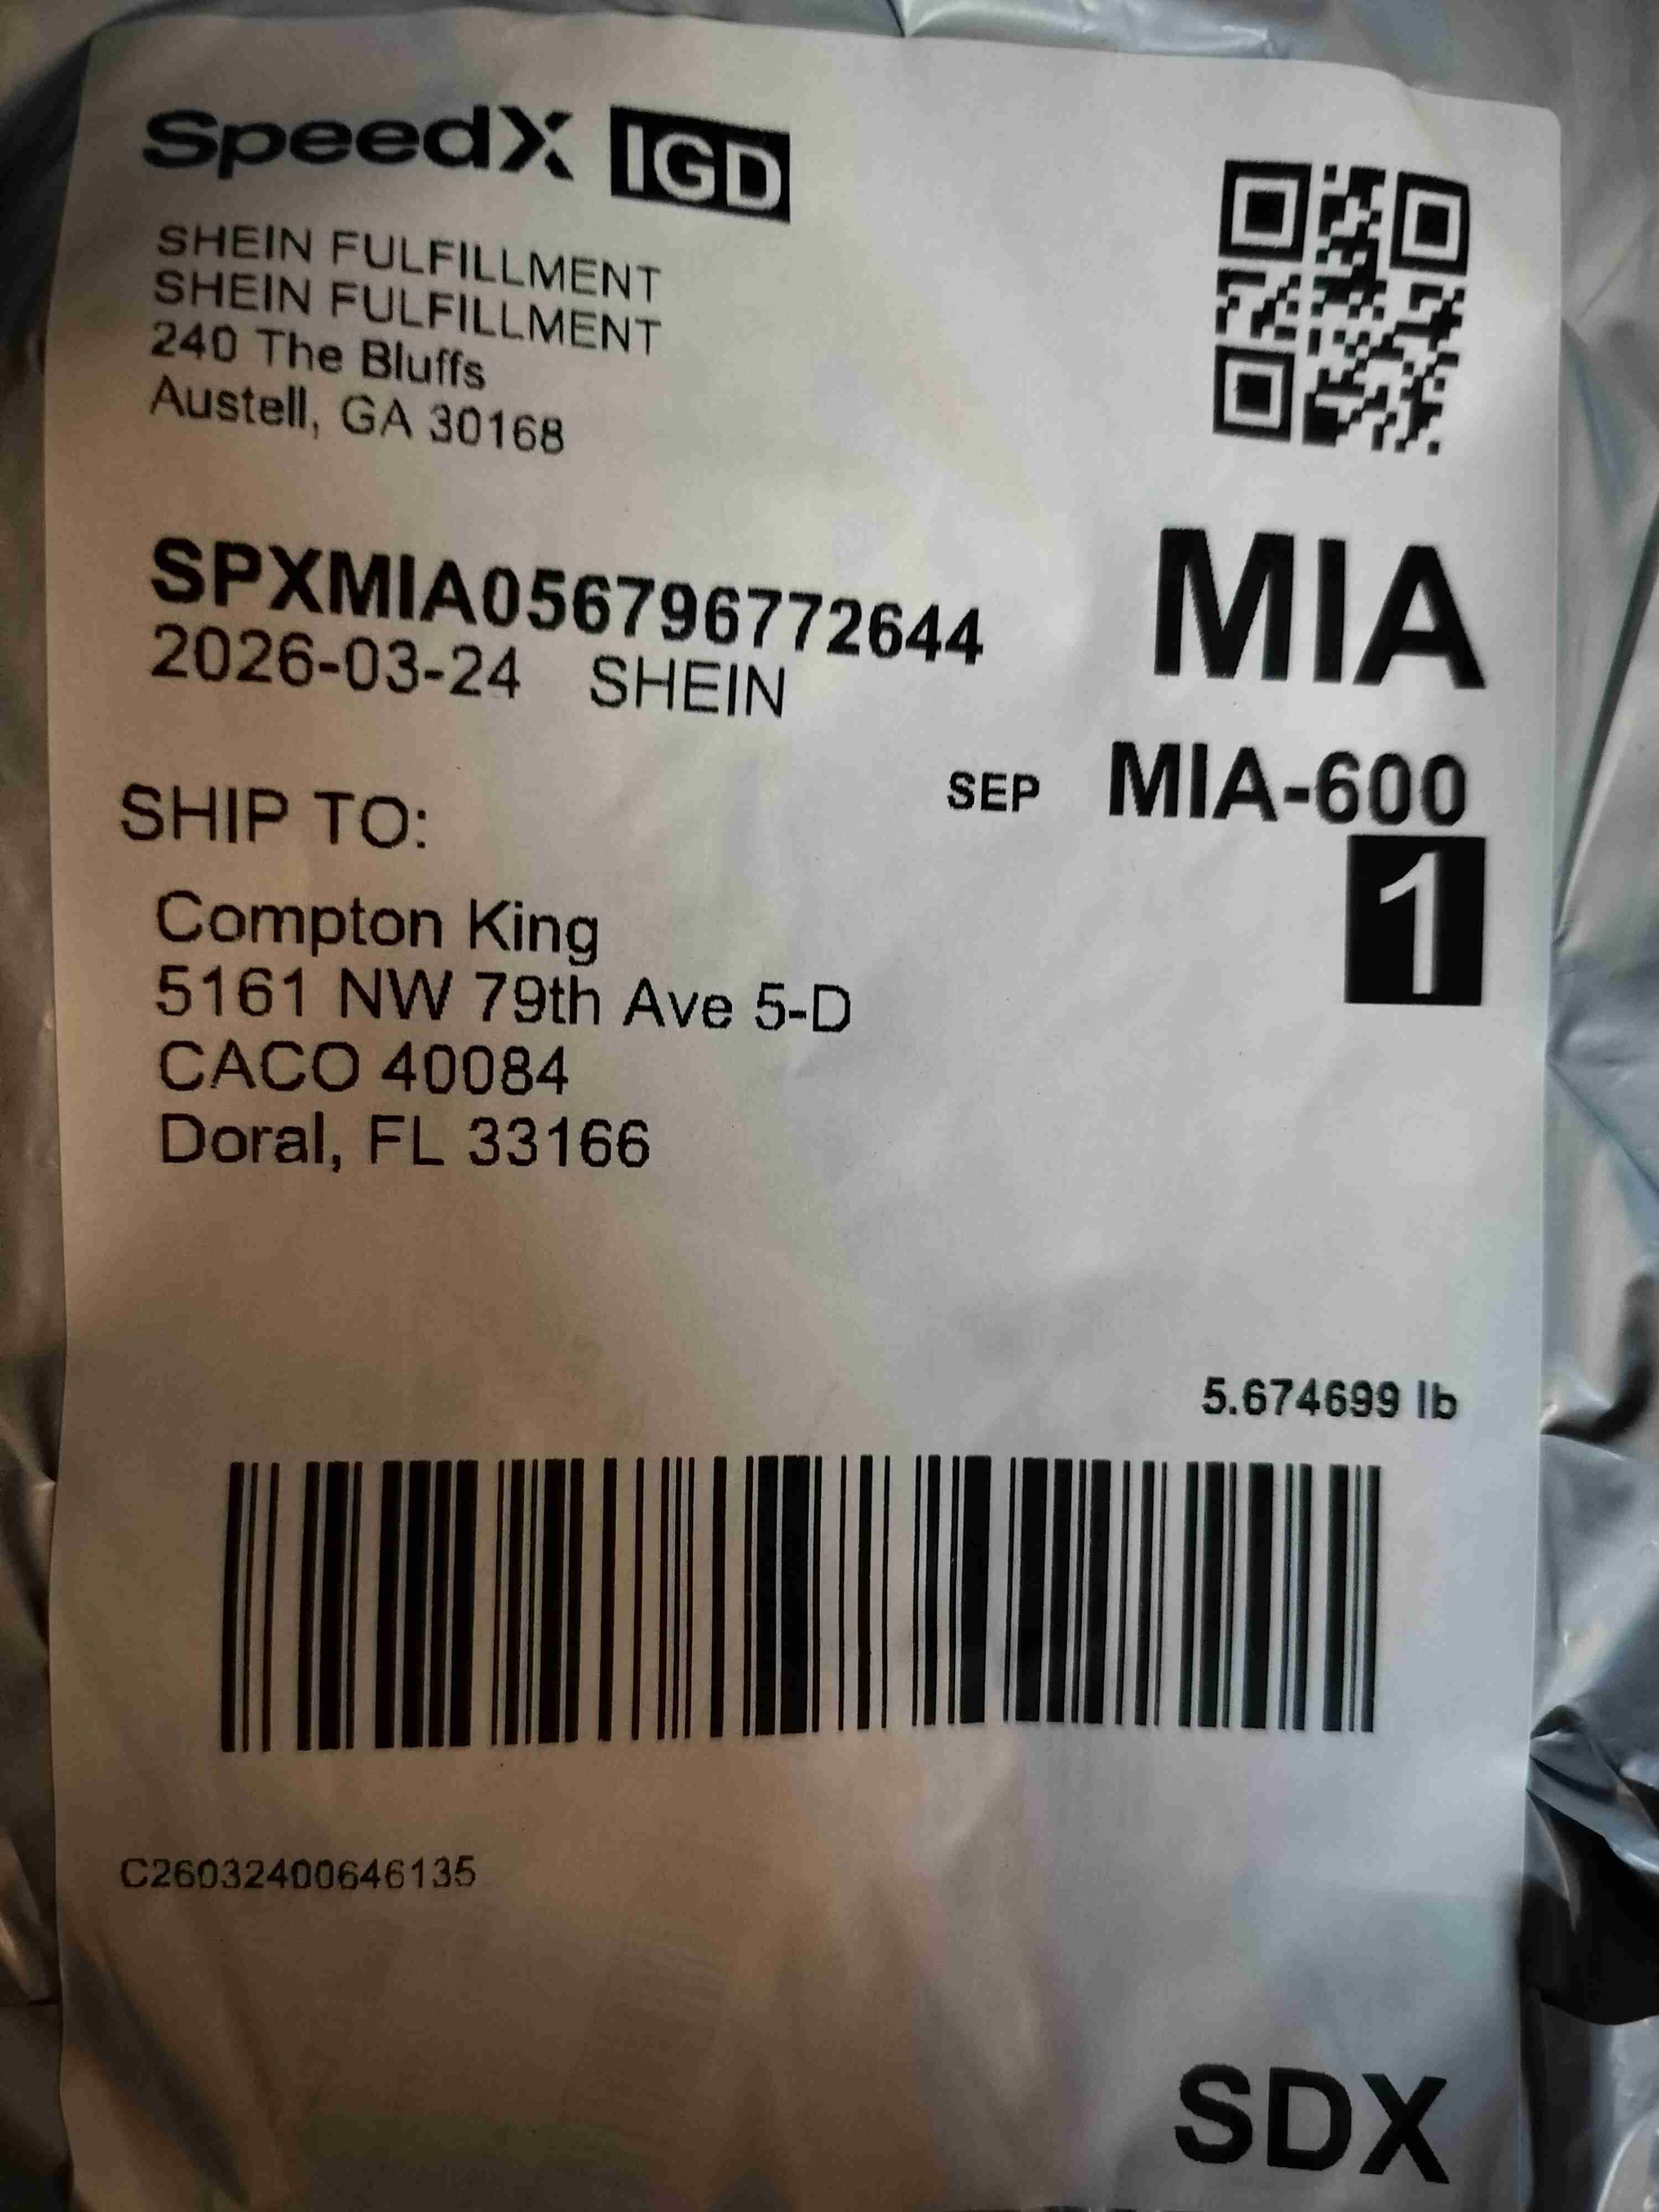 SpeedX IGD
SHEIN FULFILLMENT
SHEIN FULFILLMENT
240 The Bluffs
Austell, GA 30168
SPXMIA056796772644
2026-03-24 SHEIN
MIA
SEP MIA-600
1
SHIP TO:
Compton King
5161 NW 79th Ave 5-D
CACO 40084
Doral, FL 33166
5.674699 lb
C26032400646135
SDX